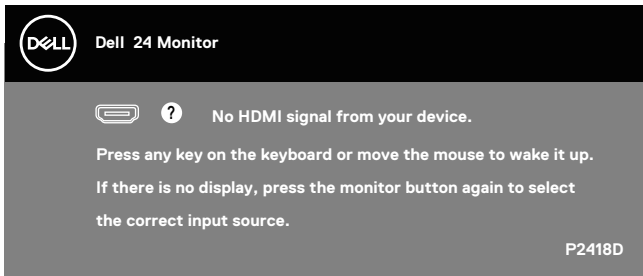 DELL
Dell 24 Monitor
? No HDMI signal from your device.
Press any key on the keyboard or move the mouse to wake it up.
If there is no display, press the monitor button again to select
the correct input source.
P2418D